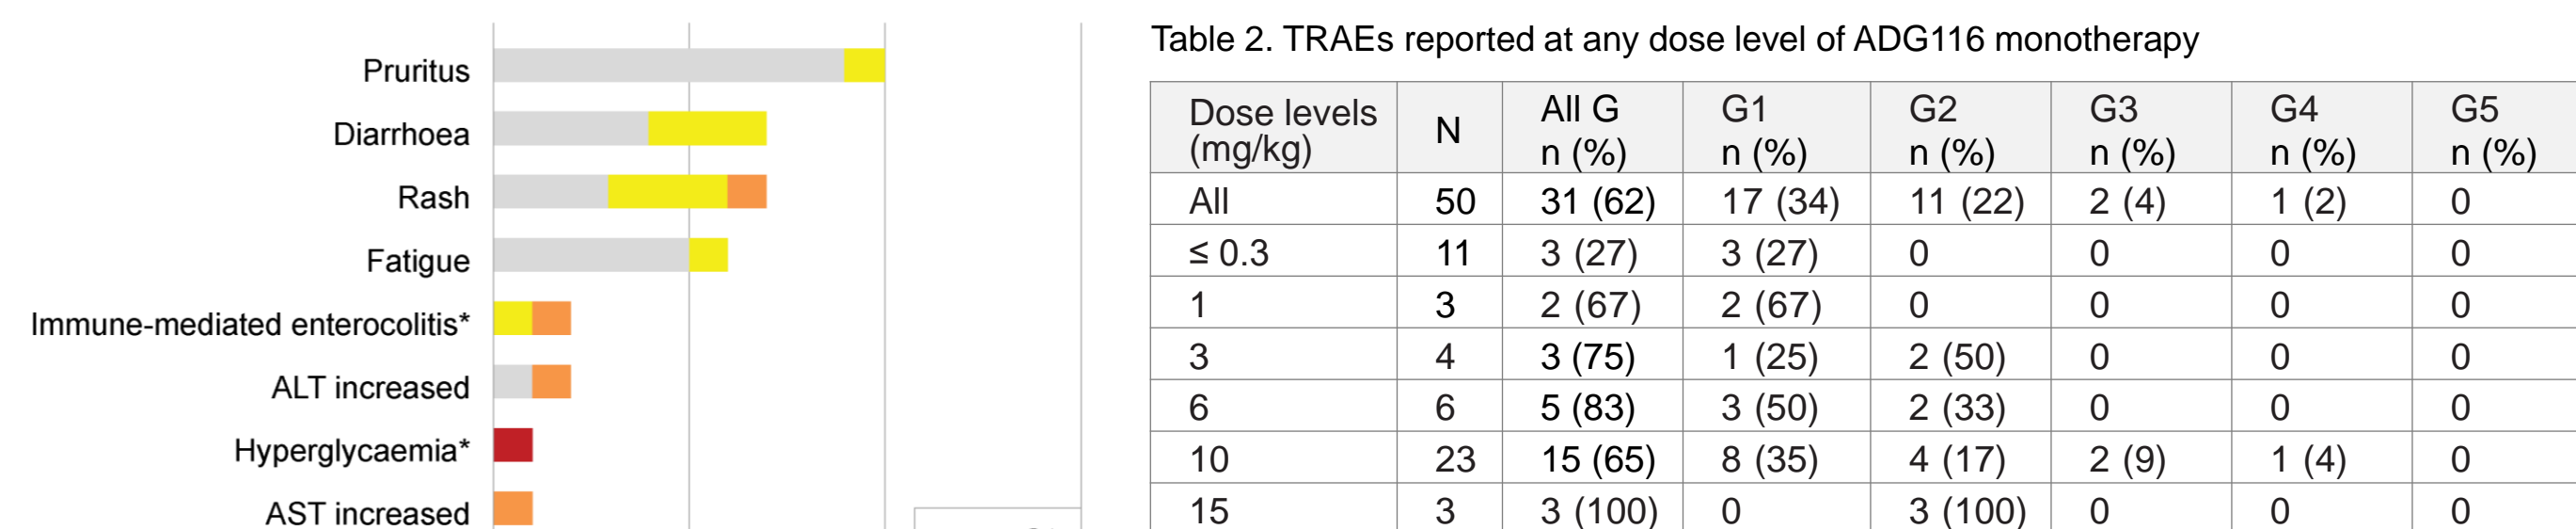 Pruritus
Diarrhoea
Rash
Fatigue
Immune-mediated enterocolitis*
ALT increased
Hyperglycaemia*
AST increased
Table 2. TRAEs reported at any dose level of ADG116 monotherapy
Dose levels (mg/kg) N All G n (%) G1 n (%) G2 n (%) G3 n (%) G4 n (%) G5 n (%)
All 50 31 (62) 17 (34) 11 (22) 2 (4) 1 (2) 0
≤ 0.3 11 3 (27) 3 (27) 0 0 0 0
1 3 2 (67) 2 (67) 0 0 0 0
3 4 3 (75) 1 (25) 2 (50) 0 0 0
6 6 5 (83) 3 (50) 2 (33) 0 0 0
10 23 15 (65) 8 (35) 4 (17) 2 (9) 1 (4) 0
15 3 3 (100) 0 3 (100) 0 0 0